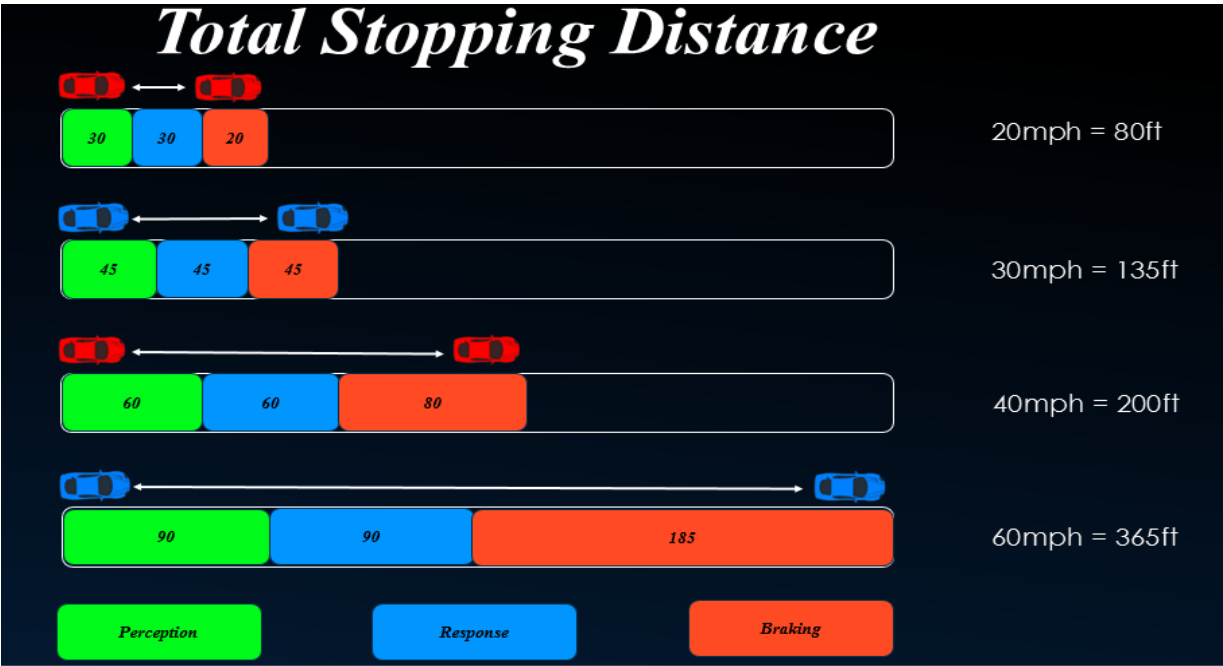 Total Stopping Distance
30 30 20
20mph = 80ft
45 45 45
30mph = 135ft
60 60 80
40mph = 200ft
90 90 185
60mph = 365ft
Perception Response Braking